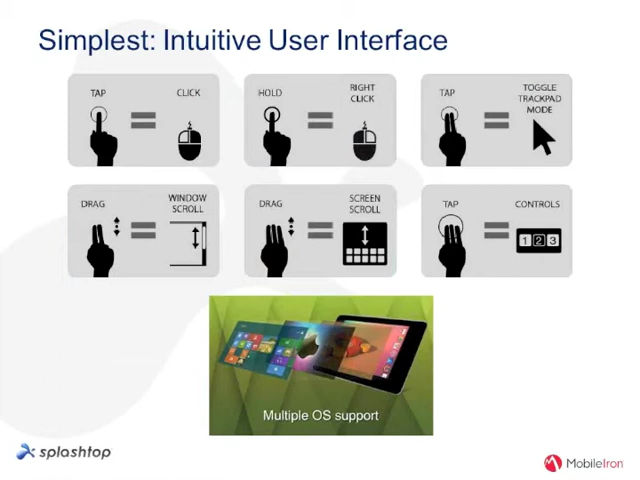 Simplest: Intuitive User Interface
TAP
CLICK
HOLD
RIGHT
CLICK
TAP
TOGGLE
TRACKPAD
MODE
DRAG
WINDOW
SCROLL
DRAG
SCREEN
SCROLL
TAP
CONTROLS
1 2 3
Multiple OS support
splashtop
MobileIron